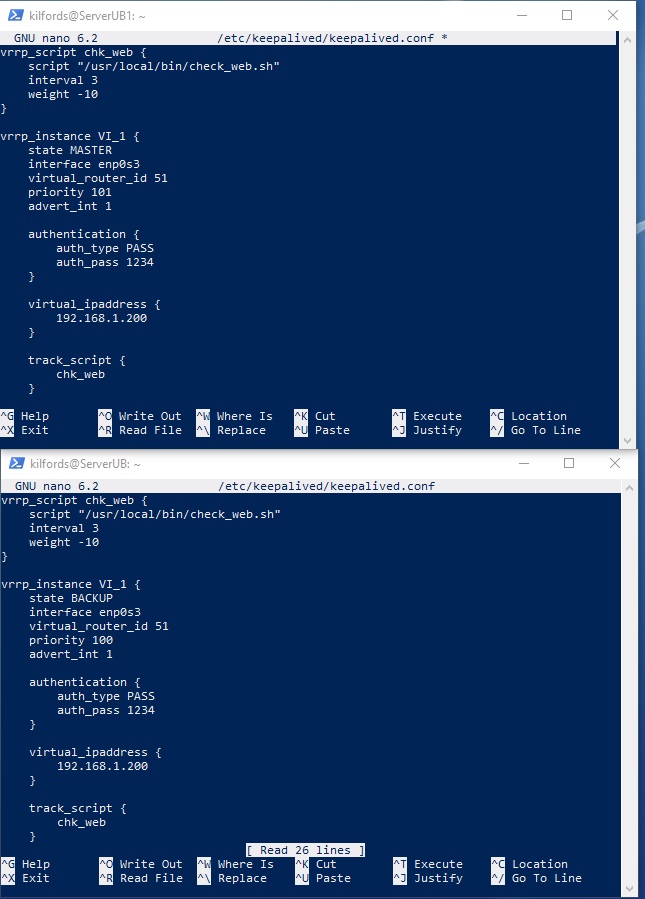 kilfords@ServerUB1: ~
GNU nano 6.2 /etc/keepalived/keepalived.conf *
vrrp_script chk_web {
    script "/usr/local/bin/check_web.sh"
    interval 3
    weight -10
}
vrrp_instance VI_1 {
    state MASTER
    interface enp0s3
    virtual_router_id 51
    priority 101
    advert_int 1
    authentication {
        auth_type PASS
        auth_pass 1234
    }
    virtual_ipaddress {
        192.168.1.200
    }
    track_script {
        chk_web
    }
^G Help ^O Write Out ^W Where Is ^K Cut ^T Execute ^C Location
^X Exit ^R Read File ^\ Replace ^U Paste ^J Justify ^/ Go To Line
kilfords@ServerUB: ~
GNU nano 6.2 /etc/keepalived/keepalived.conf
vrrp_script chk_web {
    script "/usr/local/bin/check_web.sh"
    interval 3
    weight -10
}
vrrp_instance VI_1 {
    state BACKUP
    interface enp0s3
    virtual_router_id 51
    priority 100
    advert_int 1
    authentication {
        auth_type PASS
        auth_pass 1234
    }
    virtual_ipaddress {
        192.168.1.200
    }
    track_script {
        chk_web
    }
[ Read 26 lines ]
^G Help ^O Write Out ^W Where Is ^K Cut ^T Execute ^C Location
^X Exit ^R Read File ^\ Replace ^U Paste ^J Justify ^/ Go To Line